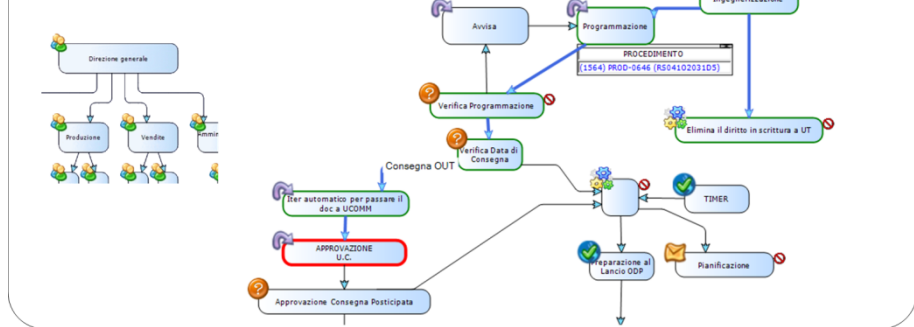 Ingegnerizzazione
Avvisa
Programmazione
PROCEDIMENTO
(1564) PROD-0646 (RS04102031D5)
Direzione generale
Produzione
Vendite
Verifica Programmazione
Elimina il diritto in scrittura a UT
Verifica Data di
Consegna
Consegna OUT
Iter automatico per passare il
doc a UCOMM
TIMER
APPROVAZIONE
U.C.
Preparazione al
Lancio ODP
Pianificazione
Approvazione Consegna Posticipata